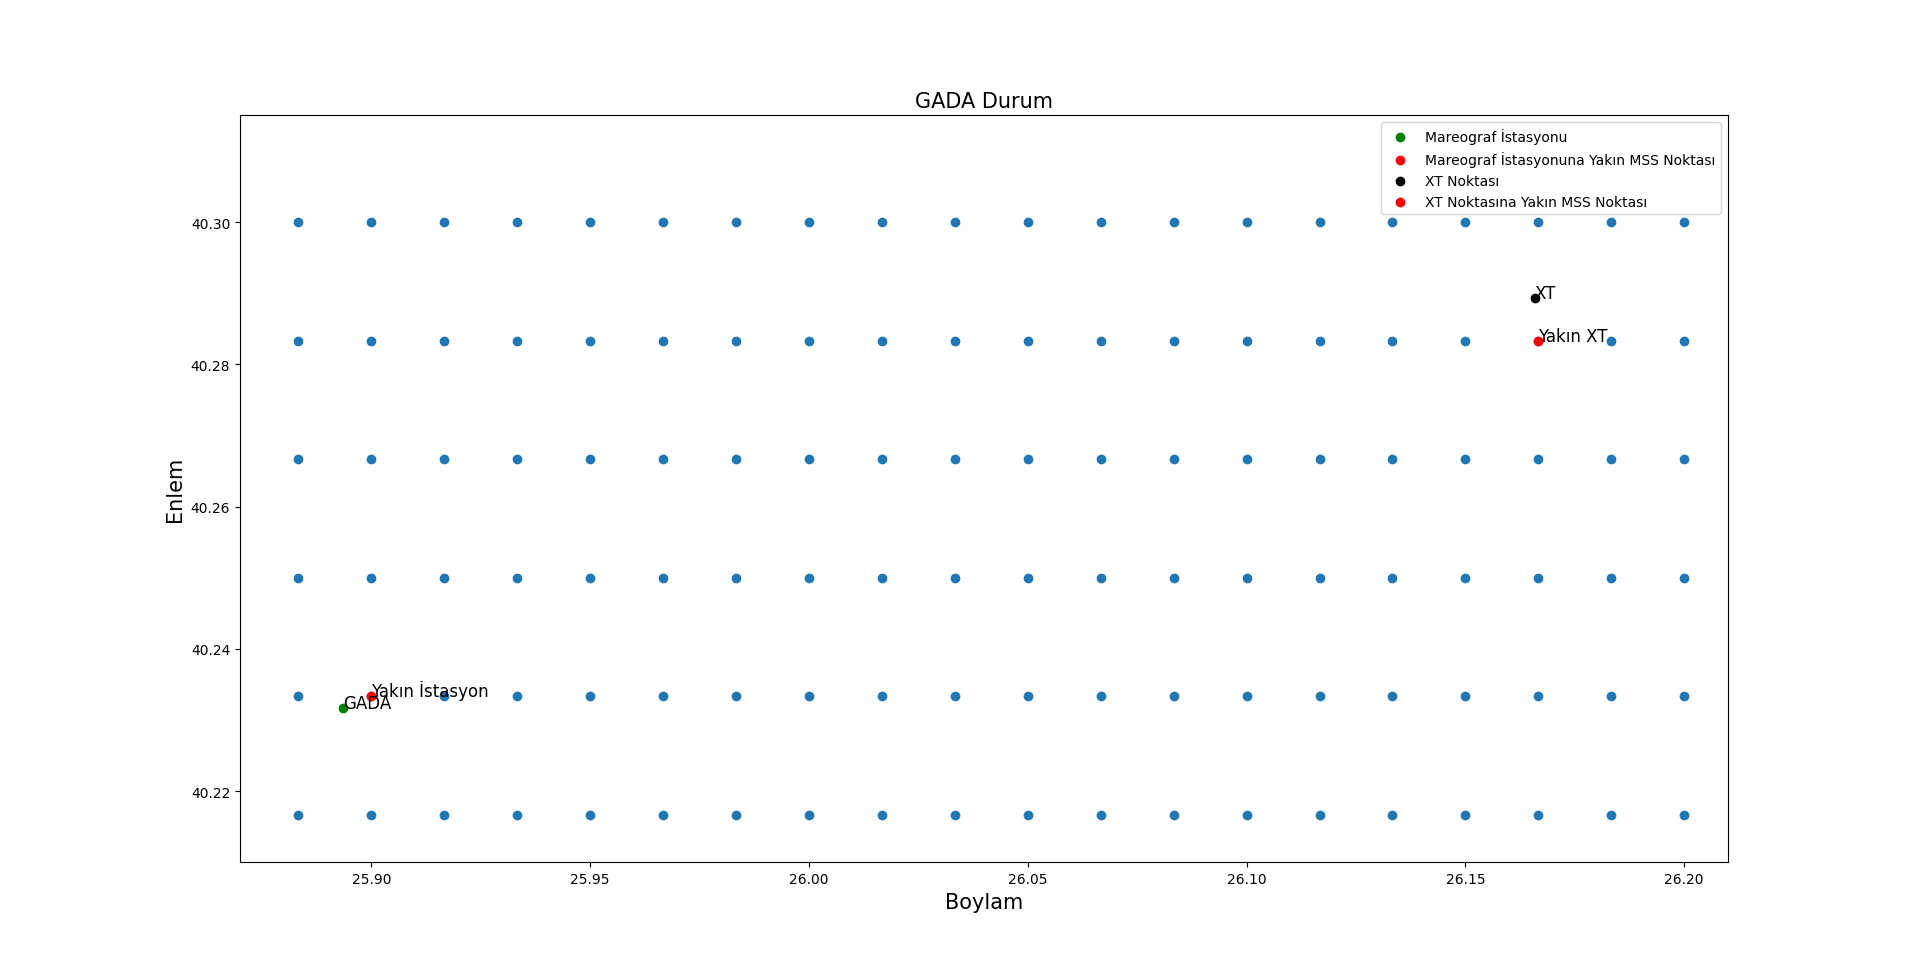 GADA Durum
Mareograf İstasyonu
Mareograf İstasyonuna Yakın MSS Noktası
XT Noktası
XT Noktasına Yakın MSS Noktası
40.30
XT
Yakın XT
40.28
40.26
Enlem
40.24
Yakın İstasyon
GADA
40.22
25.90 25.95 26.00 26.05 26.10 26.15 26.20
Boylam